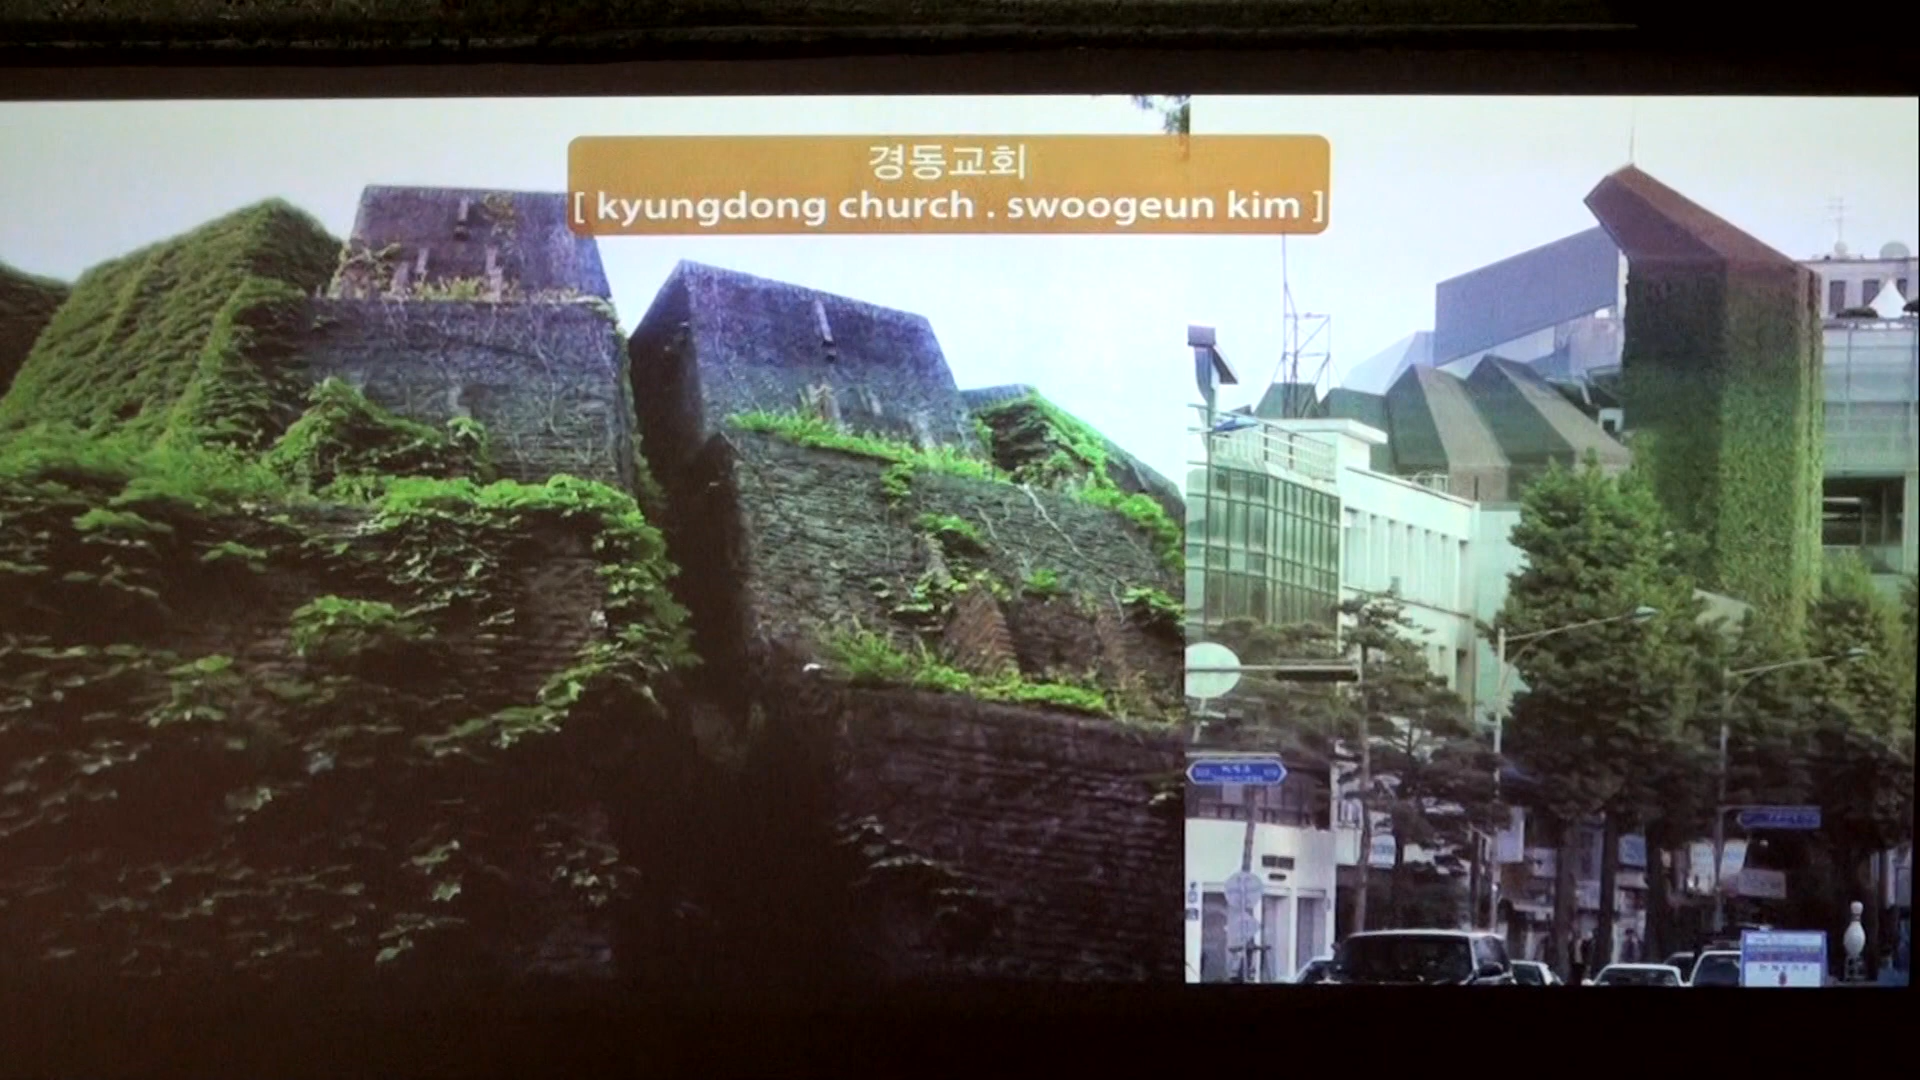 경동교회
[ kyungdong church . swoogeun kim ]